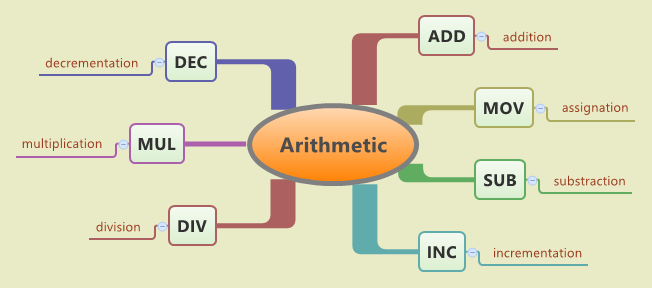 Arithmetic
ADD
addition
MOV
assignation
SUB
substraction
INC
incrementation
DEC
decrementation
MUL
multiplication
DIV
division